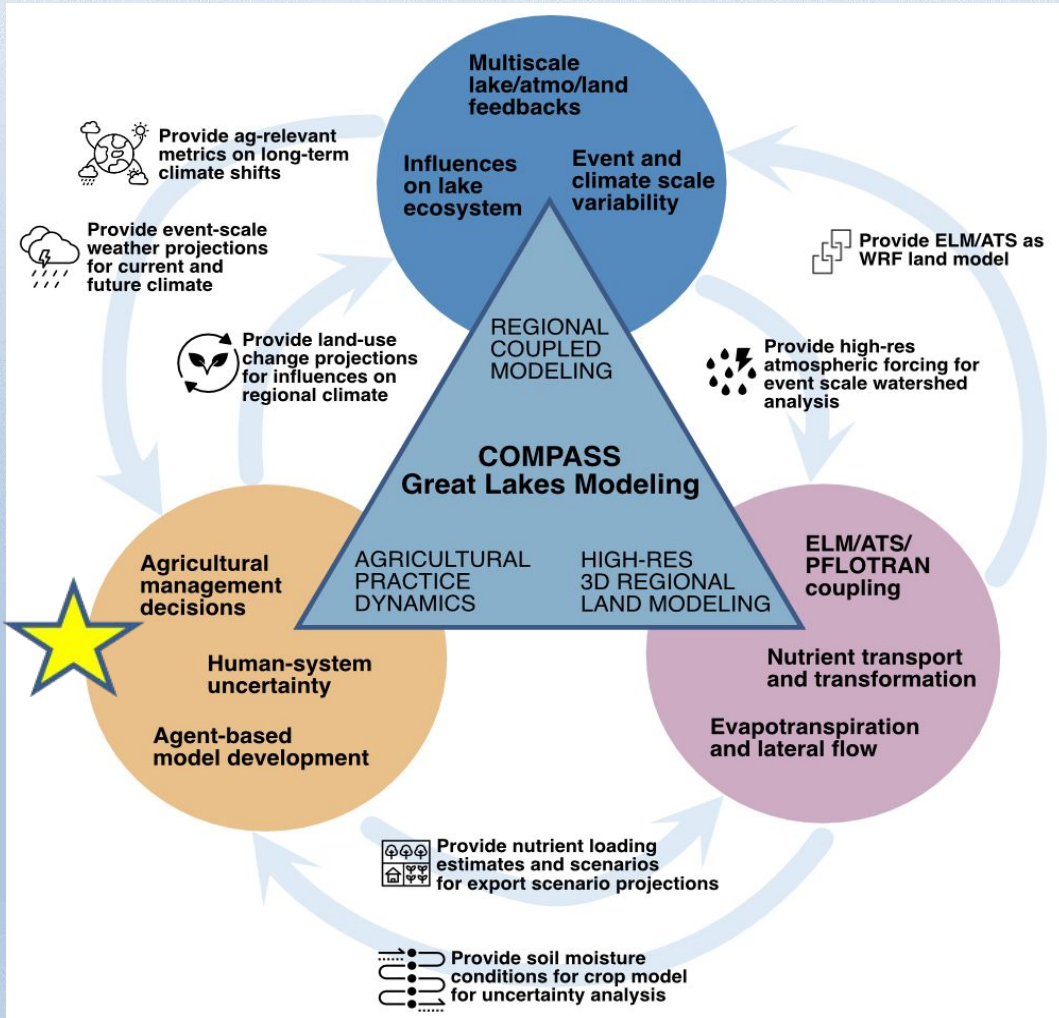 Multiscale
lake/atmo/land
feedbacks
Influences
on lake
ecosystem
Event and
climate scale
variability
Provide ag-relevant
metrics on long-term
climate shifts
Provide event-scale
weather projections
for current and
future climate
Provide land-use
change projections
for influences on
regional climate
Provide ELM/ATS as
WRF land model
Provide high-res
atmospheric forcing for
event scale watershed
analysis
REGIONAL
COUPLED
MODELING
COMPASS
Great Lakes Modeling
AGRICULTURAL
PRACTICE
DYNAMICS
HIGH-RES
3D REGIONAL
LAND MODELING
Agricultural
management
decisions
Human-system
uncertainty
Agent-based
model development
ELM/ATS/
PFLOTRAN
coupling
Nutrient transport
and transformation
Evapotranspiration
and lateral flow
Provide nutrient loading
estimates and scenarios
for export scenario projections
Provide soil moisture
conditions for crop model
for uncertainty analysis